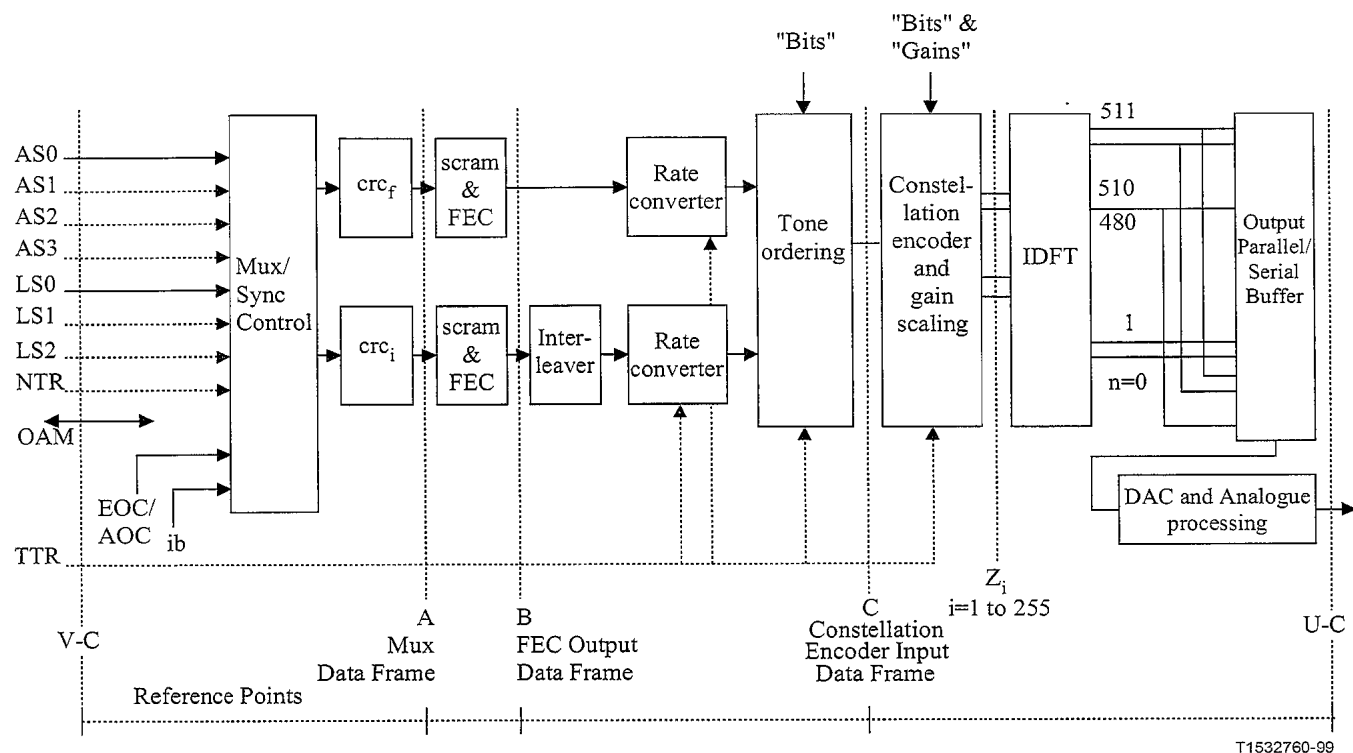 "Bits"
"Bits" &
"Gains"
AS0
AS1
AS2
AS3
LS0
LS1
LS2
NTR
OAM
EOC/
AOC
ib
TTR
Mux/
Sync
Control
crcf
crci
scram
&
FEC
scram
&
FEC
Inter-
leaver
Rate
converter
Rate
converter
Tone
ordering
Constel-
lation
encoder
and
gain
scaling
IDFT
511
510
480
1
n=0
Output
Parallel/
Serial
Buffer
DAC and Analogue
processing
V-C
A
Mux
Data Frame
B
FEC Output
Data Frame
C
Constellation
Encoder Input
Data Frame
Zi
i=1 to 255
U-C
Reference Points
T1532760-99